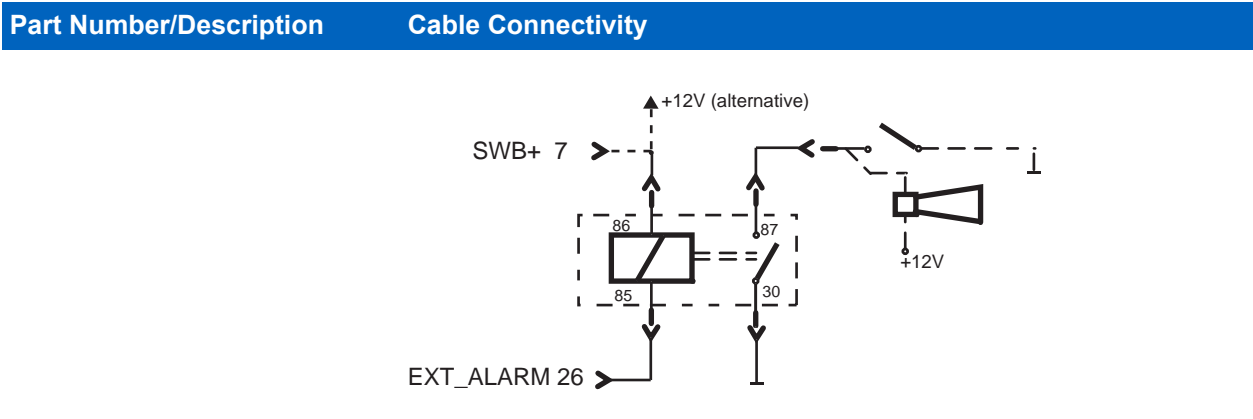 Part Number/Description Cable Connectivity
+12V (alternative)
SWB+ 7
86
87
+12V
85
30
EXT_ALARM 26